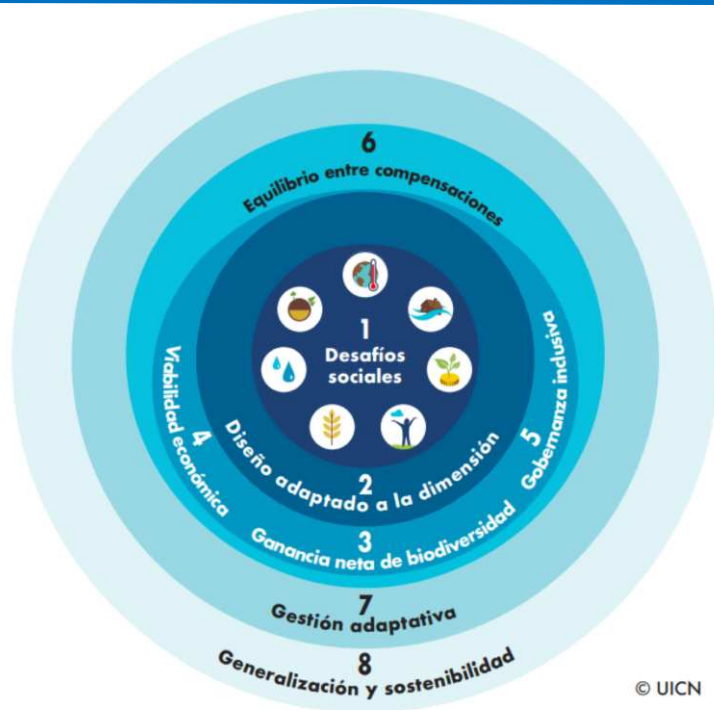 6
Equilibrio entre compensaciones
1
Desafíos
sociales
Viabilidad económica
4
Gobernanza inclusiva
5
2
Diseño adaptado a la dimensión
3
Ganancia neta de biodiversidad
7
Gestión adaptativa
8
Generalización y sostenibilidad
© UICN